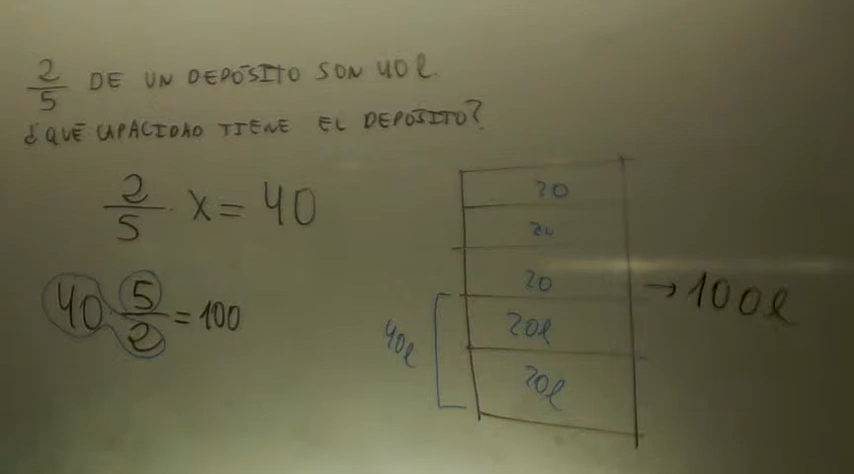 2/5 DE UN DEPÓSITO SON 40 l.
¿QUÉ CAPACIDAD TIENE EL DEPÓSITO?
2/5 · X = 40
40 · 5/2 = 100
20
20
20
20l
20l
40l
→ 100l